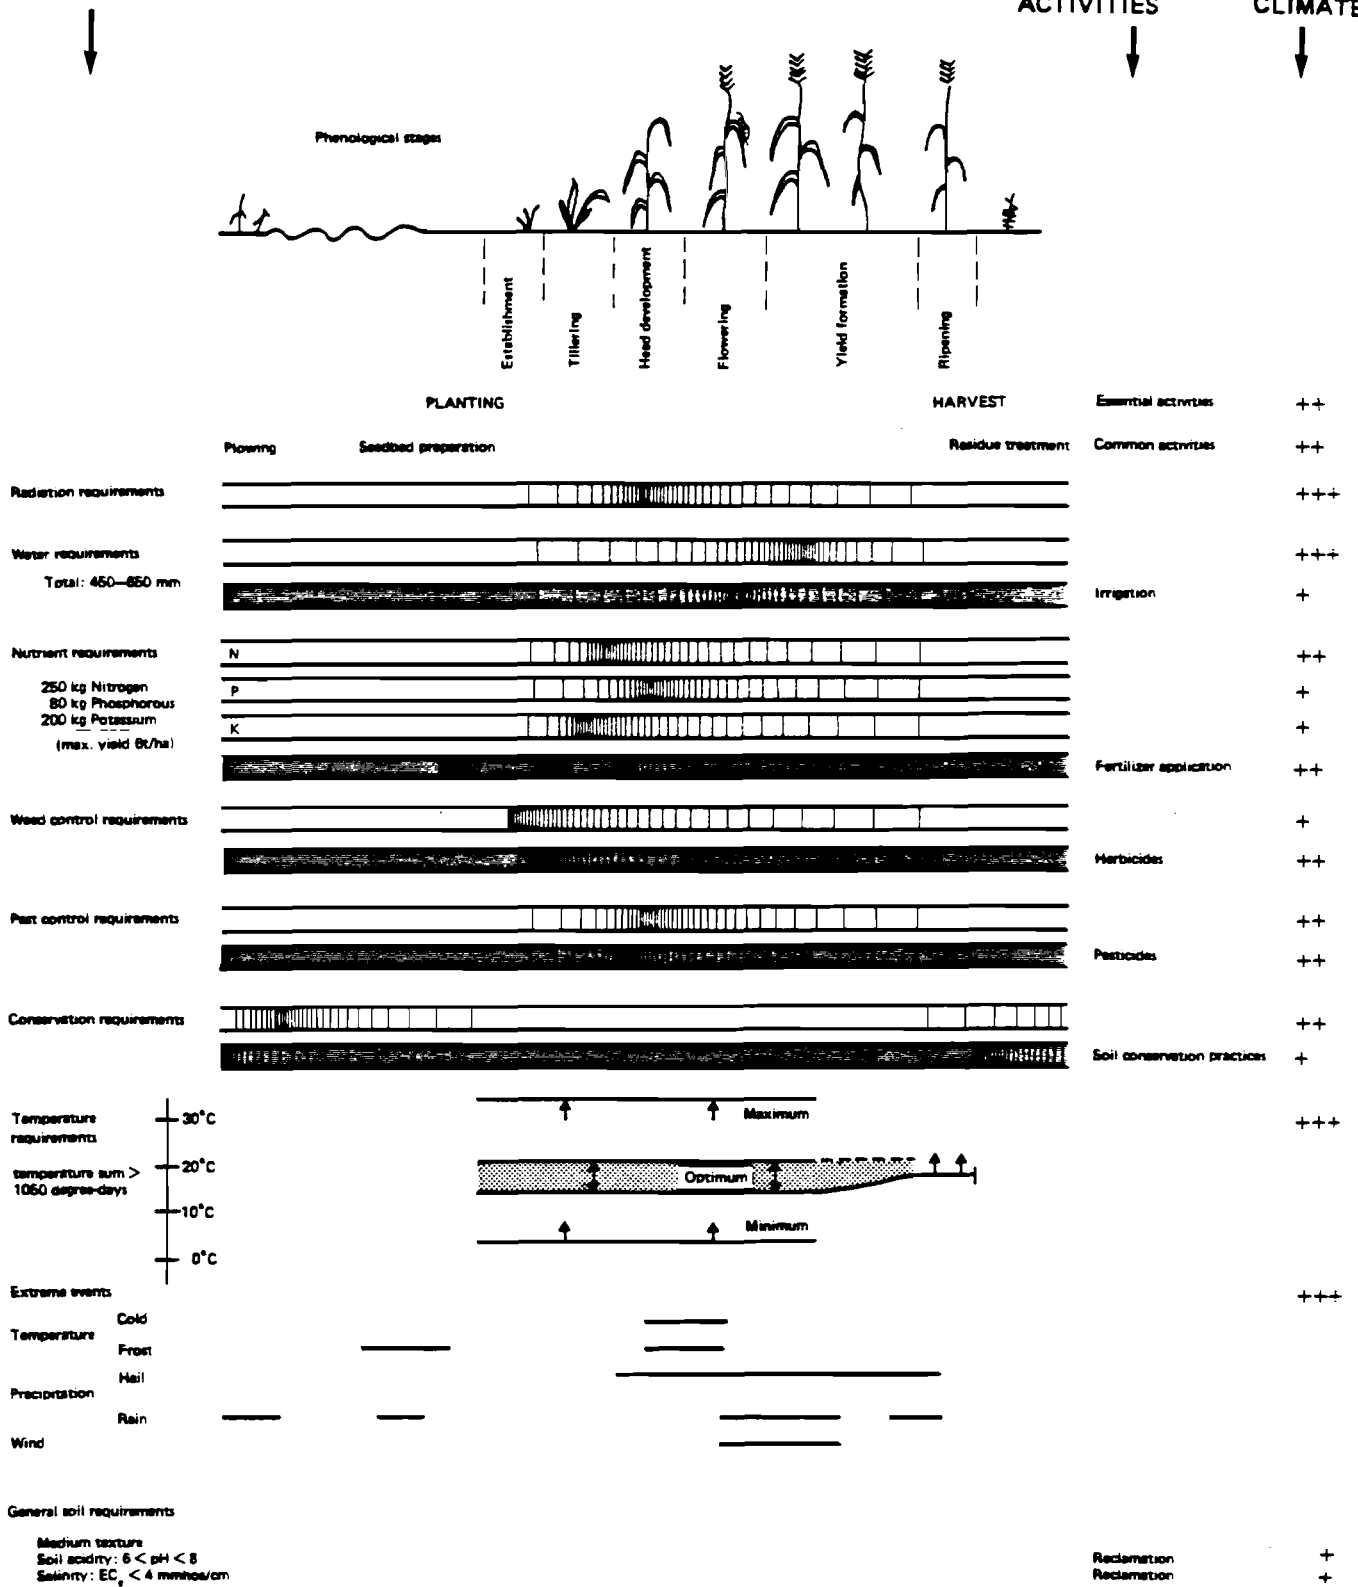 ACTIVITIES CLIMATE
Phenological stages
Establishment
Tillering
Head development
Flowering
Yield formation
Ripening
PLANTING HARVEST Essential activities ++
Plowing Seedbed preparation Residue treatment Common activities ++
Radiation requirements +++
Water requirements +++
Total: 450–650 mm Irrigation +
Nutrient requirements N ++
250 kg Nitrogen P +
80 kg Phosphorous
200 kg Potassium K +
(max. yield 6t/ha)
Fertilizer application ++
Weed control requirements +
Herbicides ++
Pest control requirements ++
Pesticides ++
Conservation requirements ++
Soil conservation practices +
Temperature requirements 30°C Maximum +++
temperature sum > 20°C
1060 degree-days Optimum
10°C
Minimum
0°C
Extreme events +++
Cold
Temperature
Frost
Hail
Precipitation
Rain
Wind
General soil requirements
Medium texture
Soil acidity: 6 < pH < 8 Reclamation +
Salinity: ECe < 4 mmhos/cm Reclamation +